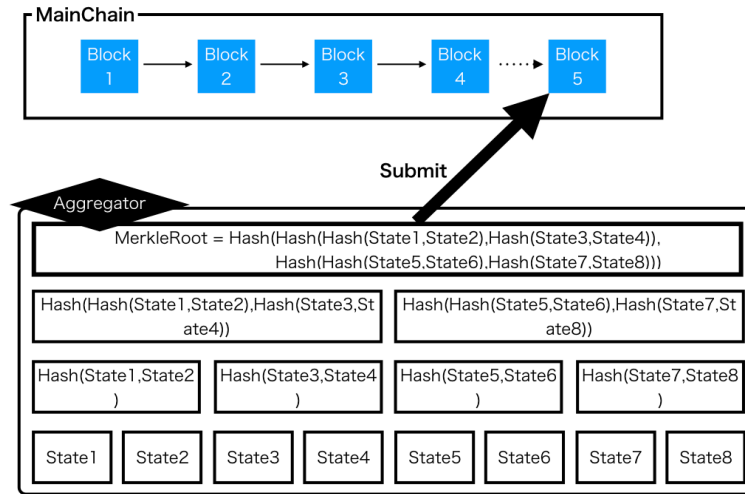 MainChain
Block
1
Block
2
Block
3
Block
4
Block
5
Submit
Aggregator
MerkleRoot = Hash(Hash(Hash(State1,State2),Hash(State3,State4)),
Hash(Hash(State5,State6),Hash(State7,State8)))
Hash(Hash(State1,State2),Hash(State3,St
ate4))
Hash(Hash(State5,State6),Hash(State7,St
ate8))
Hash(State1,State2
)
Hash(State3,State4
)
Hash(State5,State6
)
Hash(State7,State8
)
State1
State2
State3
State4
State5
State6
State7
State8